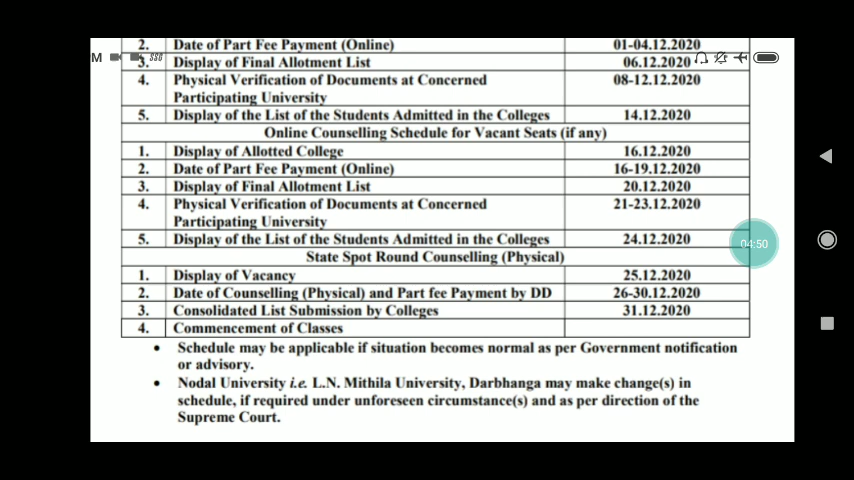 2. Date of Part Fee Payment (Online) 01-04.12.2020
M
3. Display of Final Allotment List 06.12.2020
4. Physical Verification of Documents at Concerned 08-12.12.2020
Participating University
5. Display of the List of the Students Admitted in the Colleges 14.12.2020
Online Counselling Schedule for Vacant Seats (if any)
1. Display of Allotted College 16.12.2020
2. Date of Part Fee Payment (Online) 16-19.12.2020
3. Display of Final Allotment List 20.12.2020
4. Physical Verification of Documents at Concerned 21-23.12.2020
Participating University
5. Display of the List of the Students Admitted in the Colleges 24.12.2020
04:50
State Spot Round Counselling (Physical)
1. Display of Vacancy 25.12.2020
2. Date of Counselling (Physical) and Part fee Payment by DD 26-30.12.2020
3. Consolidated List Submission by Colleges 31.12.2020
4. Commencement of Classes
• Schedule may be applicable if situation becomes normal as per Government notification
or advisory.
• Nodal University i.e. L.N. Mithila University, Darbhanga may make change(s) in
schedule, if required under unforeseen circumstance(s) and as per direction of the
Supreme Court.